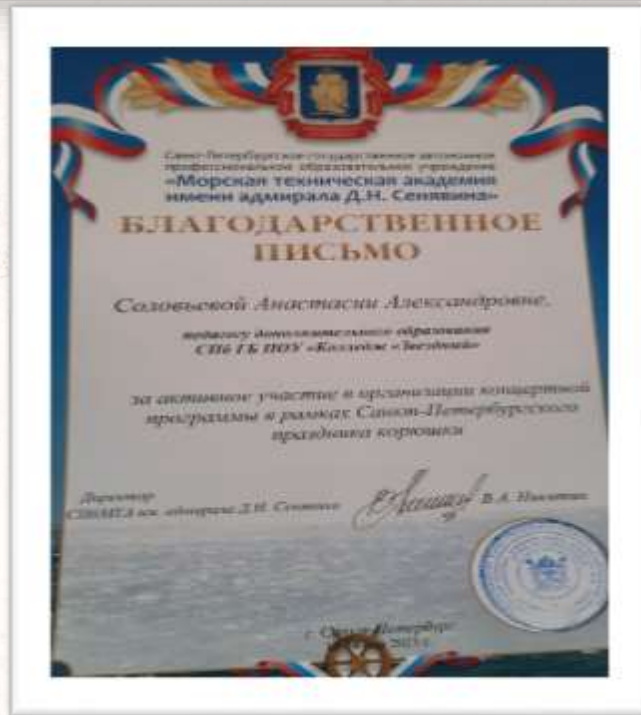 Санкт-Петербургское государственное автономное
профессиональное образовательное учреждение
«Морская техническая академия
имени адмирала Д.Н. Сенявина»
БЛАГОДАРСТВЕННОЕ
ПИСЬМО
Соловьевой Анастасии Александровне,
педагогу дополнительного образования
СПб ГБ ПОУ «Колледж «Звёздный»
за активное участие в организации концертной
программы в рамках Санкт-Петербургского
праздника корюшки
Директор
им. адмирала Д.Н. Сенявина В.А. Никитин
г. Санкт-Петербург